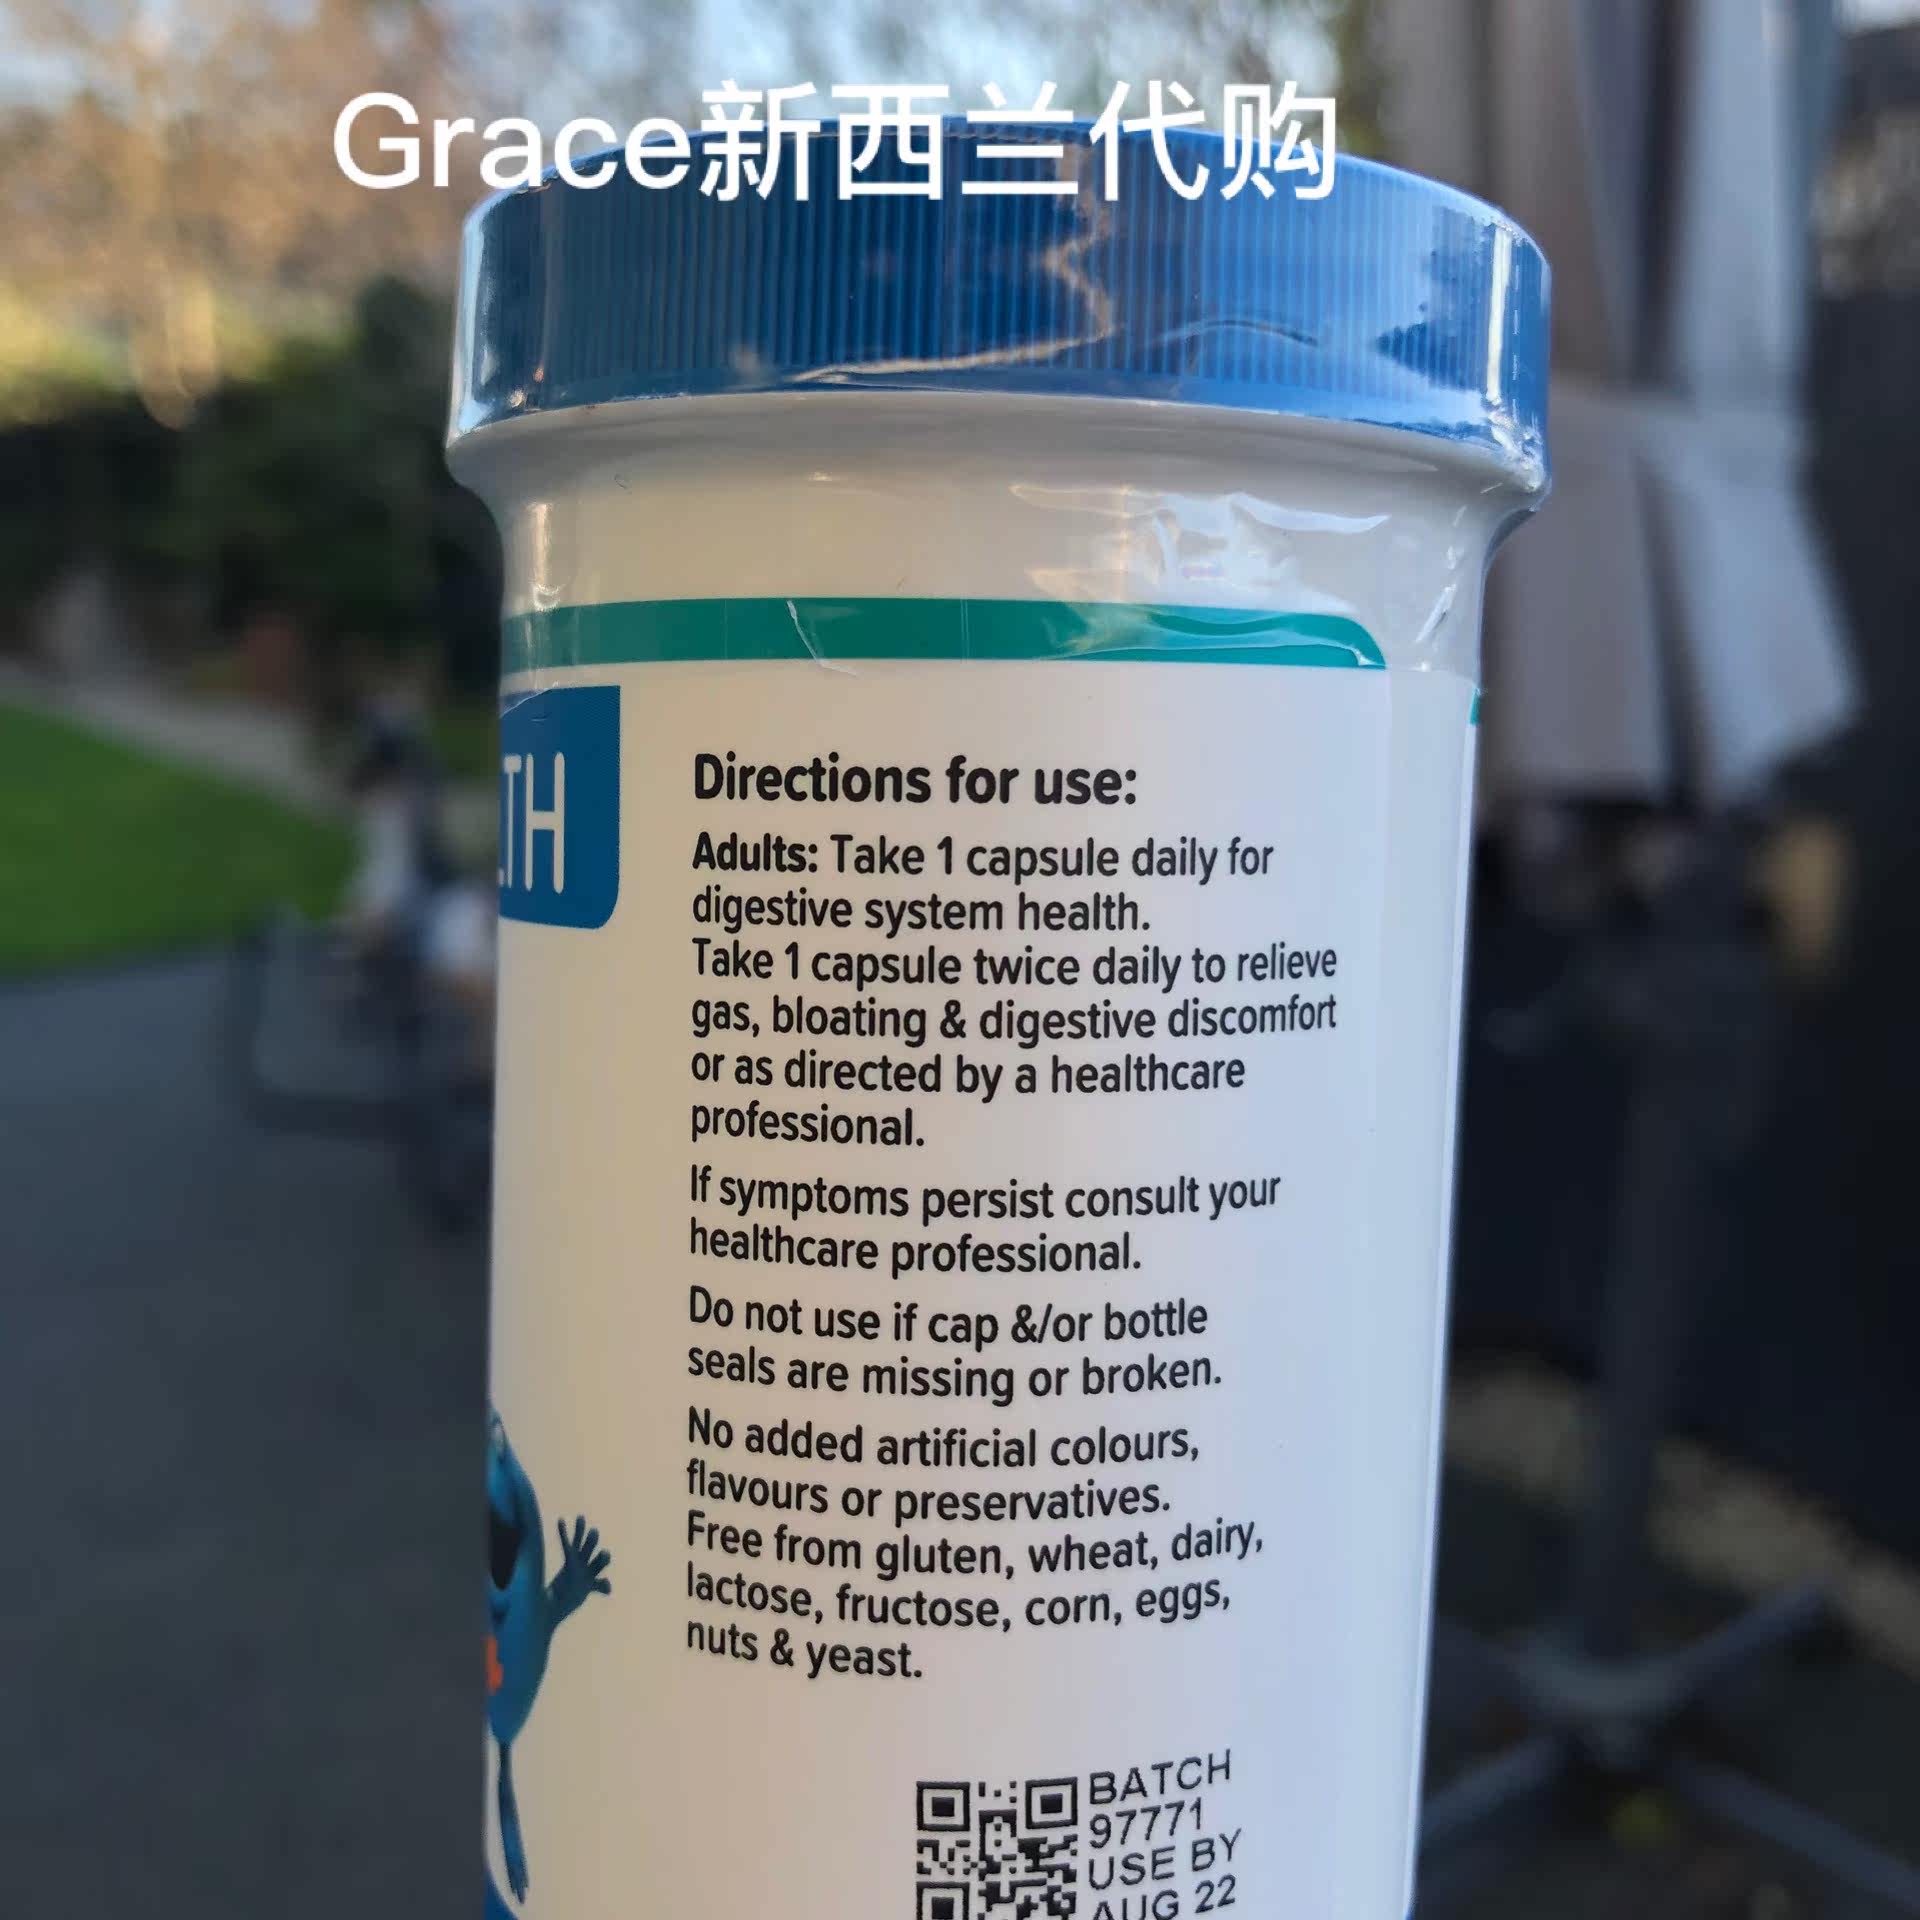 Grace新西兰代购
LTH
Directions for use:
Adults: Take 1 capsule daily for
digestive system health.
Take 1 capsule twice daily to relieve
gas, bloating & digestive discomfort
or as directed by a healthcare
professional.
If symptoms persist consult your
healthcare professional.
Do not use if cap &/or bottle
seals are missing or broken.
No added artificial colours,
flavours or preservatives.
Free from gluten, wheat, dairy,
lactose, fructose, corn, eggs,
nuts & yeast.
BATCH
97771
USE BY
AUG 22